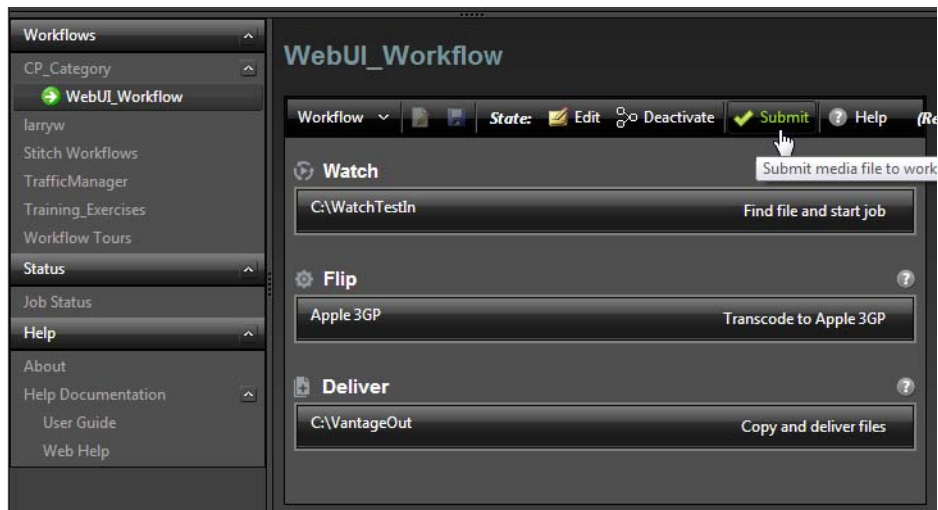 Workflows
CP_Category
WebUI_Workflow
larryw
Stitch Workflows
TrafficManager
Training_Exercises
Workflow Tours
Status
Job Status
Help
About
Help Documentation
User Guide
Web Help
WebUI_Workflow
Workflow State: Edit Deactivate Submit ? Help (Re
Submit media file to work
Watch
C:\WatchTestIn Find file and start job
Flip ?
Apple 3GP Transcode to Apple 3GP
Deliver ?
C:\VantageOut Copy and deliver files